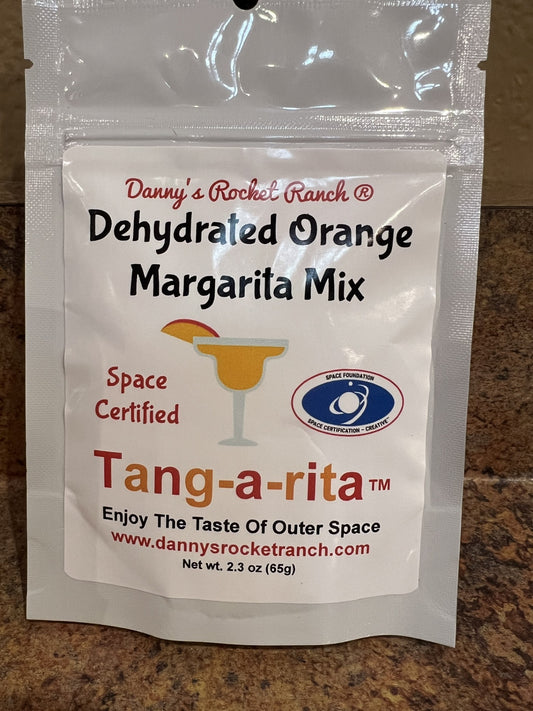 Danny's Rocket Ranch ®
Dehydrated Orange
Margarita Mix
Space
Certified
SPACE FOUNDATION
SPACE CERTIFICATION - CREATIVE™
Tang-a-rita™
Enjoy The Taste Of Outer Space
www.dannysrocketranch.com
Net wt. 2.3 oz (65g)